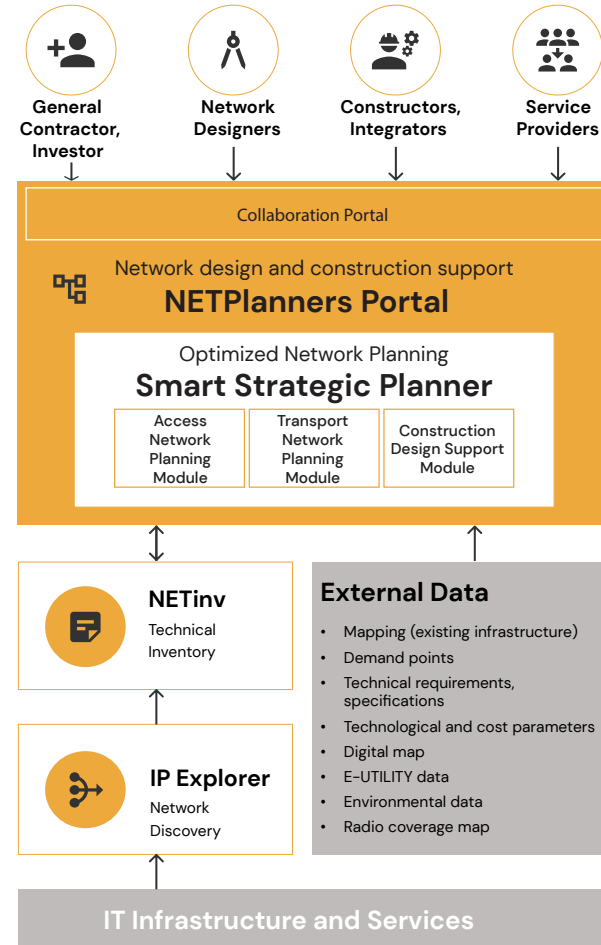 General
Contractor,
Investor
Network
Designers
Constructors,
Integrators
Service
Providers
Collaboration Portal
Network design and construction support
NETPlanners Portal
Optimized Network Planning
Smart Strategic Planner
Access
Network
Planning
Module
Transport
Network
Planning
Module
Construction
Design Support
Module
NETinv
Technical
Inventory
IP Explorer
Network
Discovery
External Data
• Mapping (existing infrastructure)
• Demand points
• Technical requirements,
specifications
• Technological and cost parameters
• Digital map
• E-UTILITY data
• Environmental data
• Radio coverage map
IT Infrastructure and Services